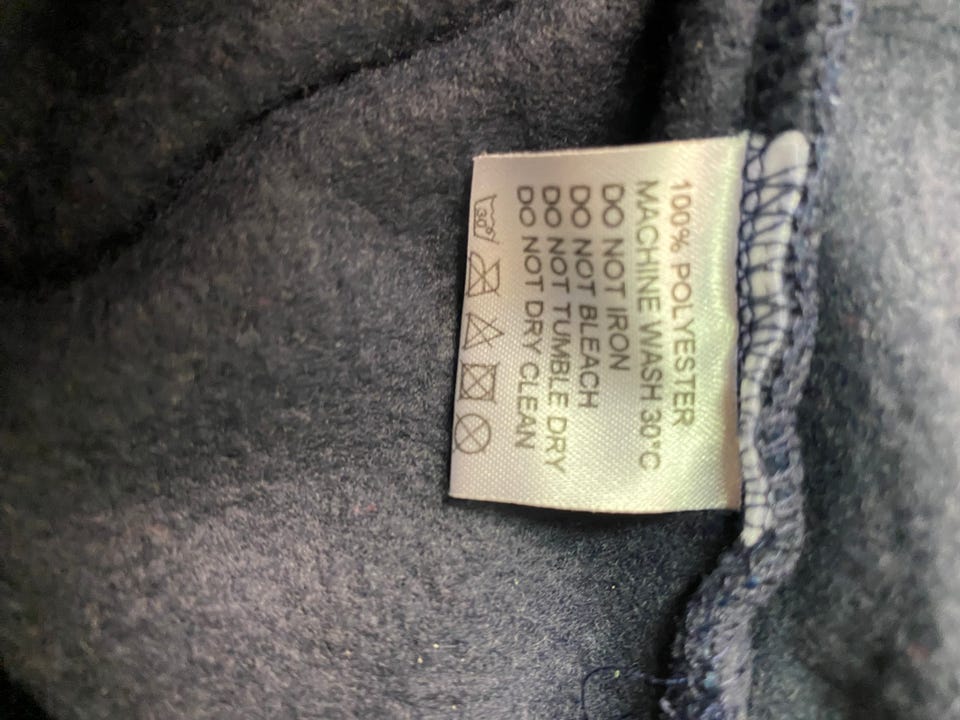 100% POLYESTER
MACHINE WASH 30°C
DO NOT IRON
DO NOT BLEACH
DO NOT TUMBLE DRY
DO NOT DRY CLEAN
30°